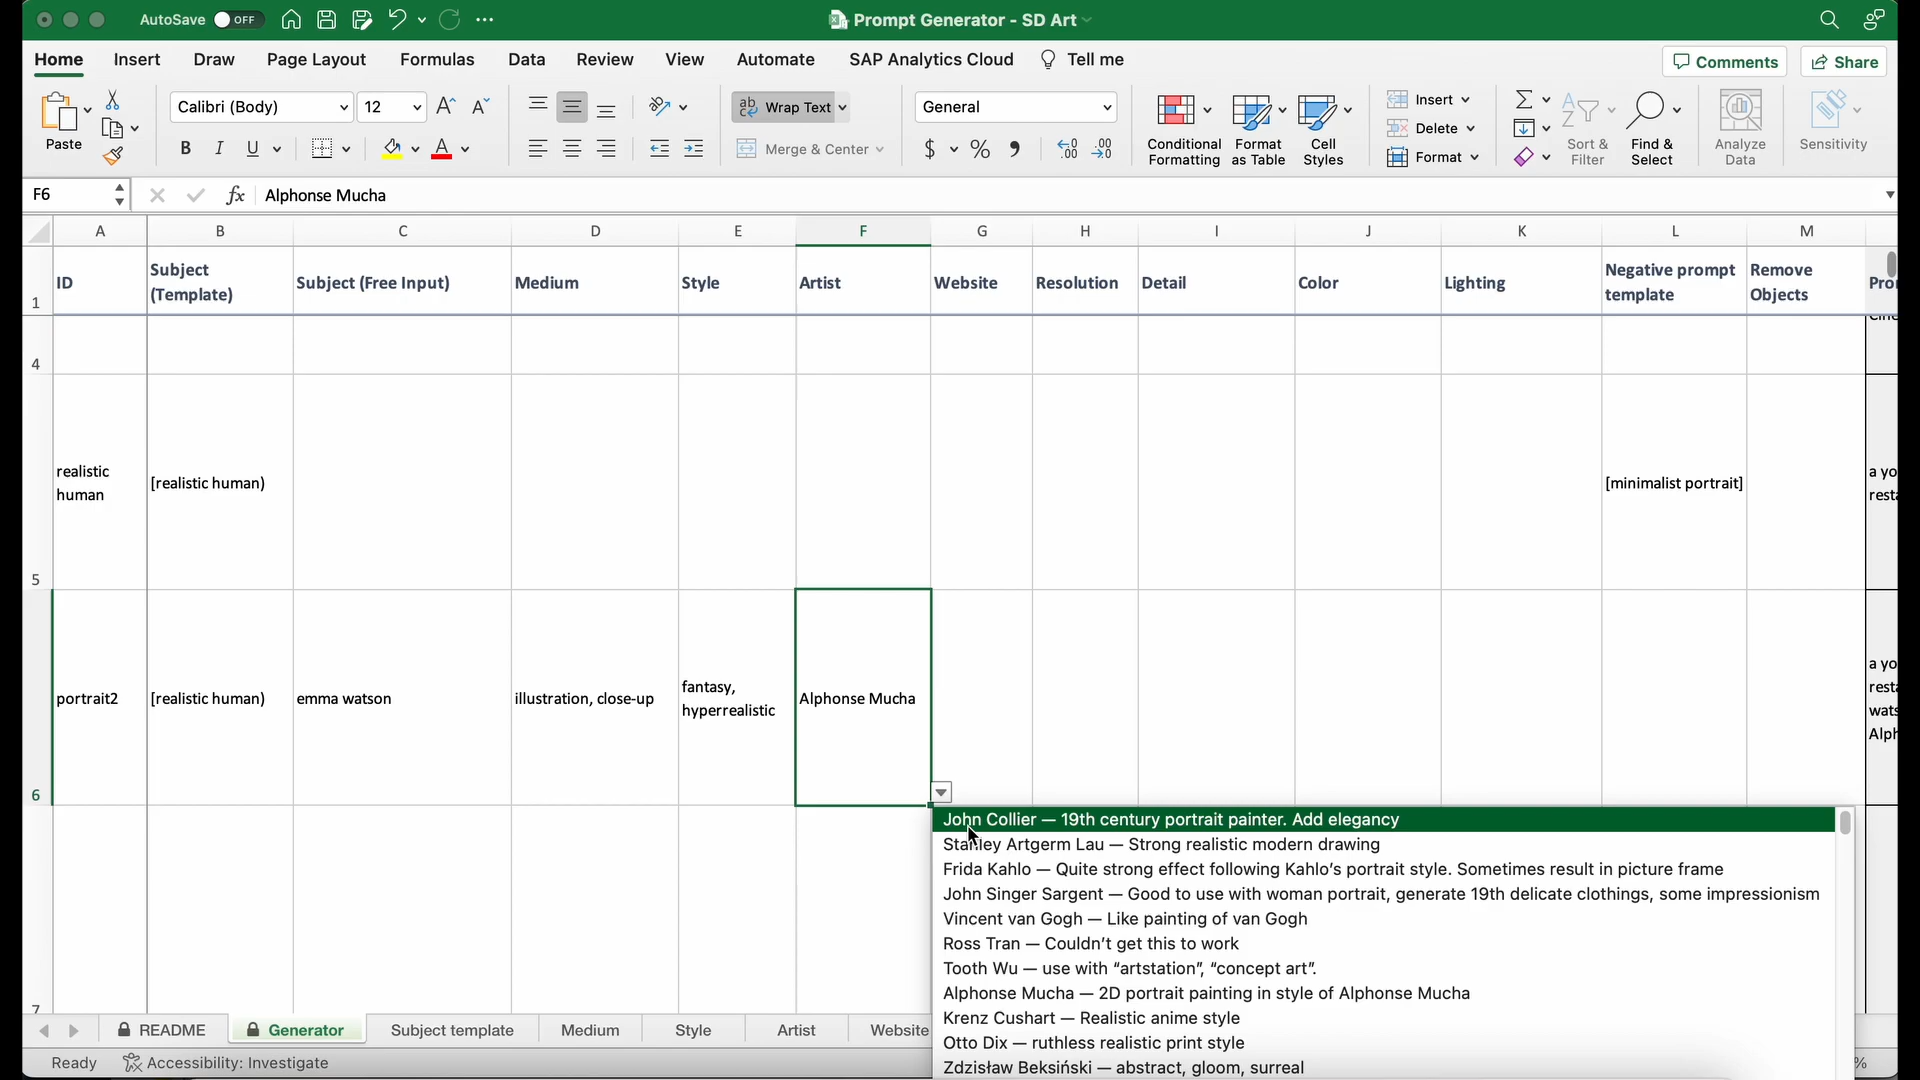 AutoSave OFF
Prompt Generator - SD Art
Home Insert Draw Page Layout Formulas Data Review View Automate SAP Analytics Cloud Tell me
Comments Share
Paste
Calibri (Body) 12
B I U
Wrap Text
Merge & Center
General
$ % 
Conditional Formatting
Format as Table
Cell Styles
Insert
Delete
Format
Sort & Filter
Find & Select
Analyze Data
Sensitivity
F6 fx Alphonse Mucha
A B C D E F G H I J K L M
1 ID Subject (Template) Subject (Free Input) Medium Style Artist Website Resolution Detail Color Lighting Negative prompt template Remove Objects
4
5 realistic human [realistic human) [minimalist portrait]
6 portrait2 [realistic human) emma watson illustration, close-up fantasy, hyperrealistic Alphonse Mucha
7
John Collier — 19th century portrait painter. Add elegancy
Stanley Artgerm Lau — Strong realistic modern drawing
Frida Kahlo — Quite strong effect following Kahlo’s portrait style. Sometimes result in picture frame
John Singer Sargent — Good to use with woman portrait, generate 19th delicate clothings, some impressionism
Vincent van Gogh — Like painting of van Gogh
Ross Tran — Couldn’t get this to work
Tooth Wu — use with “artstation”, “concept art”.
Alphonse Mucha — 2D portrait painting in style of Alphonse Mucha
Krenz Cushart — Realistic anime style
Otto Dix — ruthless realistic print style
Zdzisław Beksiński — abstract, gloom, surreal
README Generator Subject template Medium Style Artist Website
Ready Accessibility: Investigate